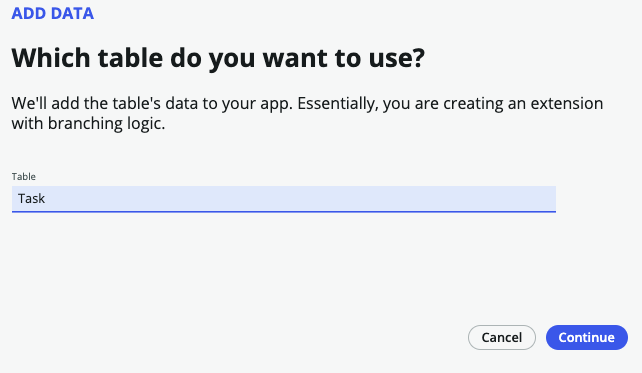 ADD DATA
Which table do you want to use?
We'll add the table's data to your app. Essentially, you are creating an extension
with branching logic.
Table
Task
Cancel
Continue